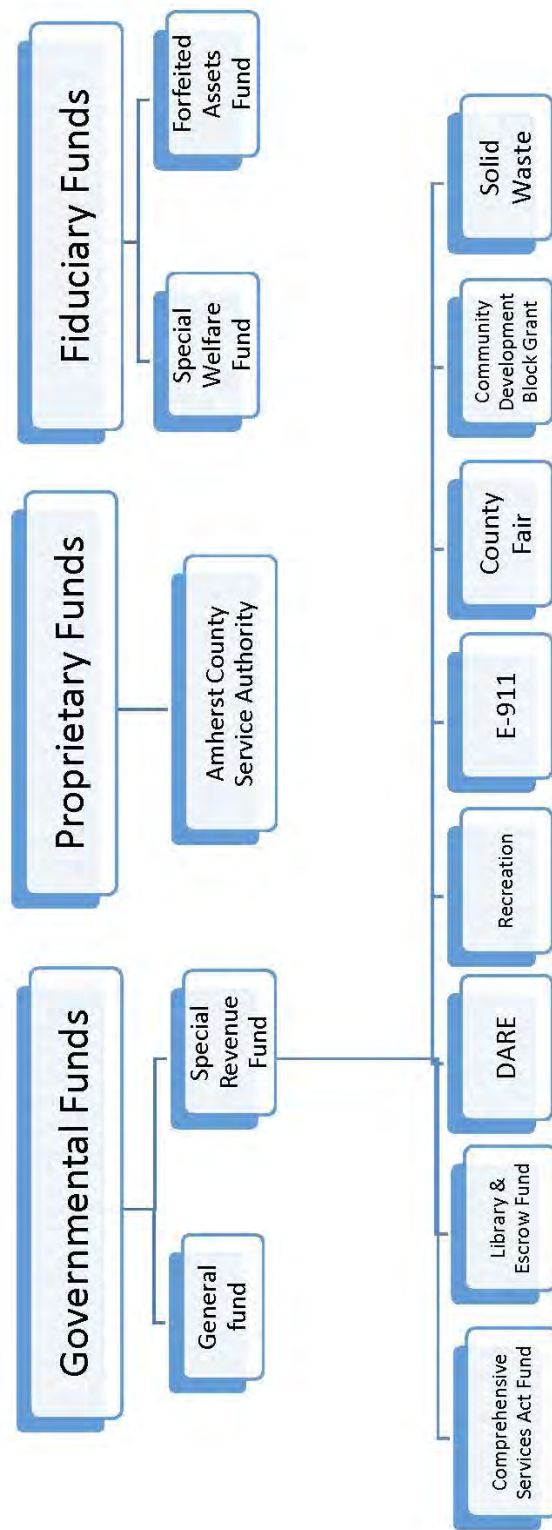 Governmental Funds
General
fund
Special
Revenue
Fund
Comprehensive
Services Act Fund
Library &
Escrow Fund
DARE
Recreation
E-911
County
Fair
Community
Development
Block Grant
Solid
Waste
Proprietary Funds
Amherst County
Service Authority
Fiduciary Funds
Special
Welfare
Fund
Forfeited
Assets
Fund